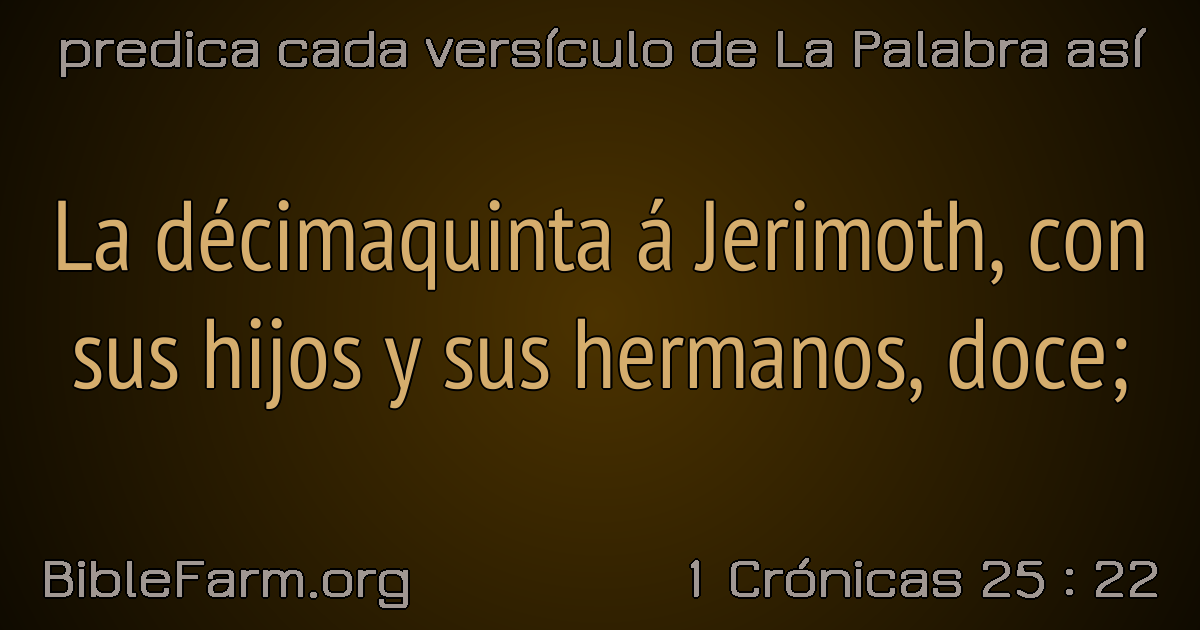 predica cada versículo de La Palabra así
La décimaquinta á Jerimoth, con
sus hijos y sus hermanos, doce;
BibleFarm.org
1 Crónicas 25 : 22